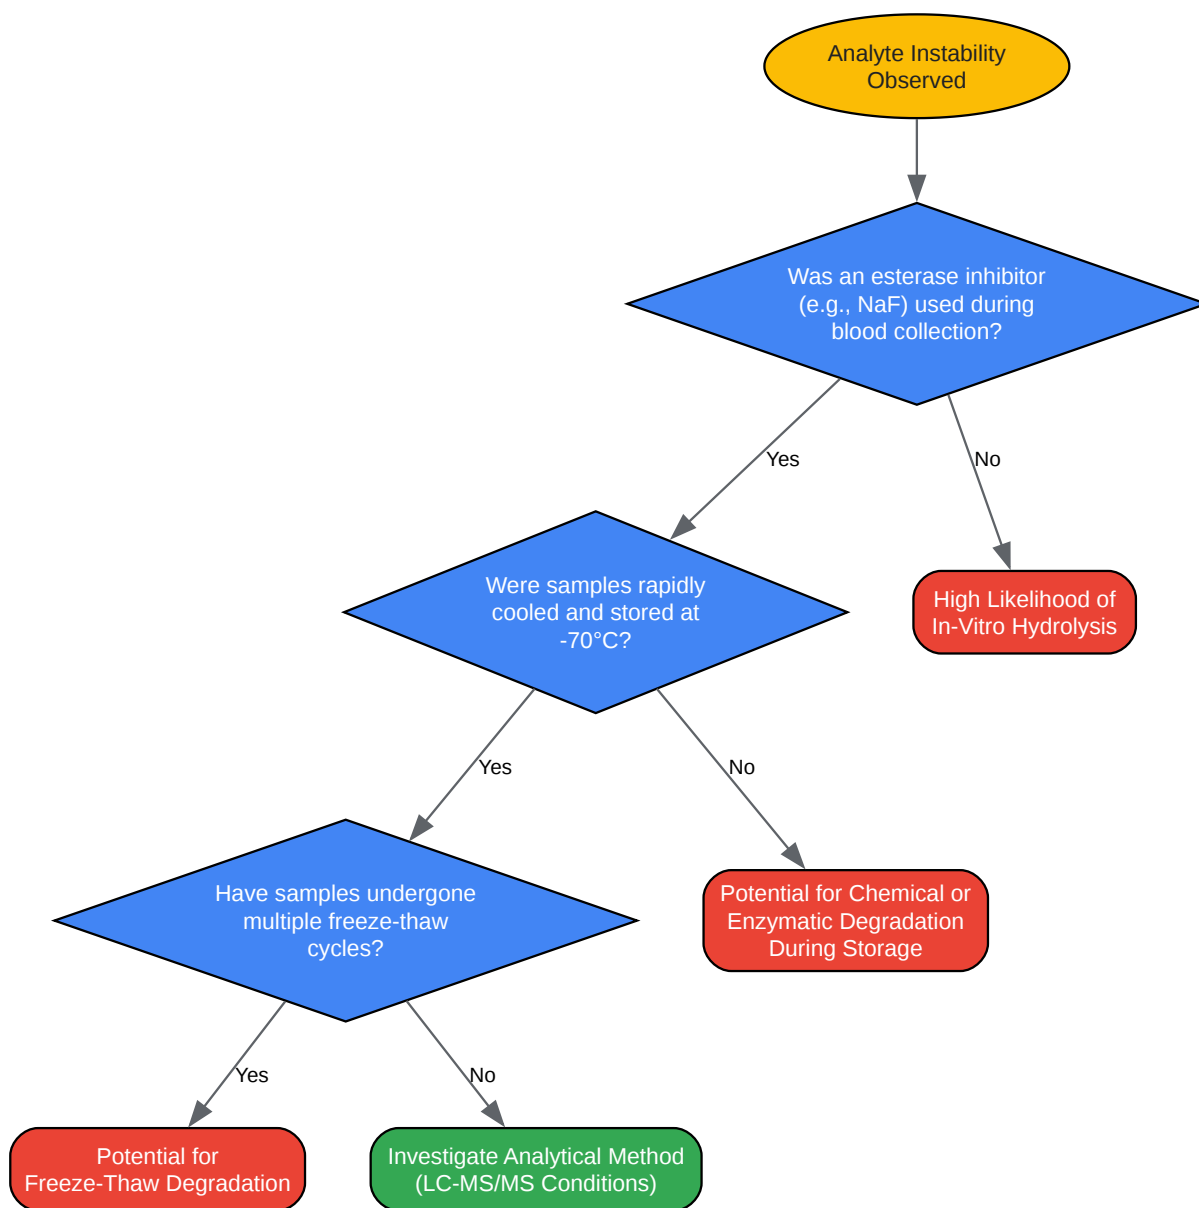 Analyte Instability
Observed
Was an esterase inhibitor
(e.g., NaF) used during
blood collection?
Yes
No
Were samples rapidly
cooled and stored at
-70°C?
High Likelihood of
In-Vitro Hydrolysis
Yes
No
Have samples undergone
multiple freeze-thaw
cycles?
Potential for Chemical or
Enzymatic Degradation
During Storage
Yes
No
Potential for
Freeze-Thaw Degradation
Investigate Analytical Method
(LC-MS/MS Conditions)